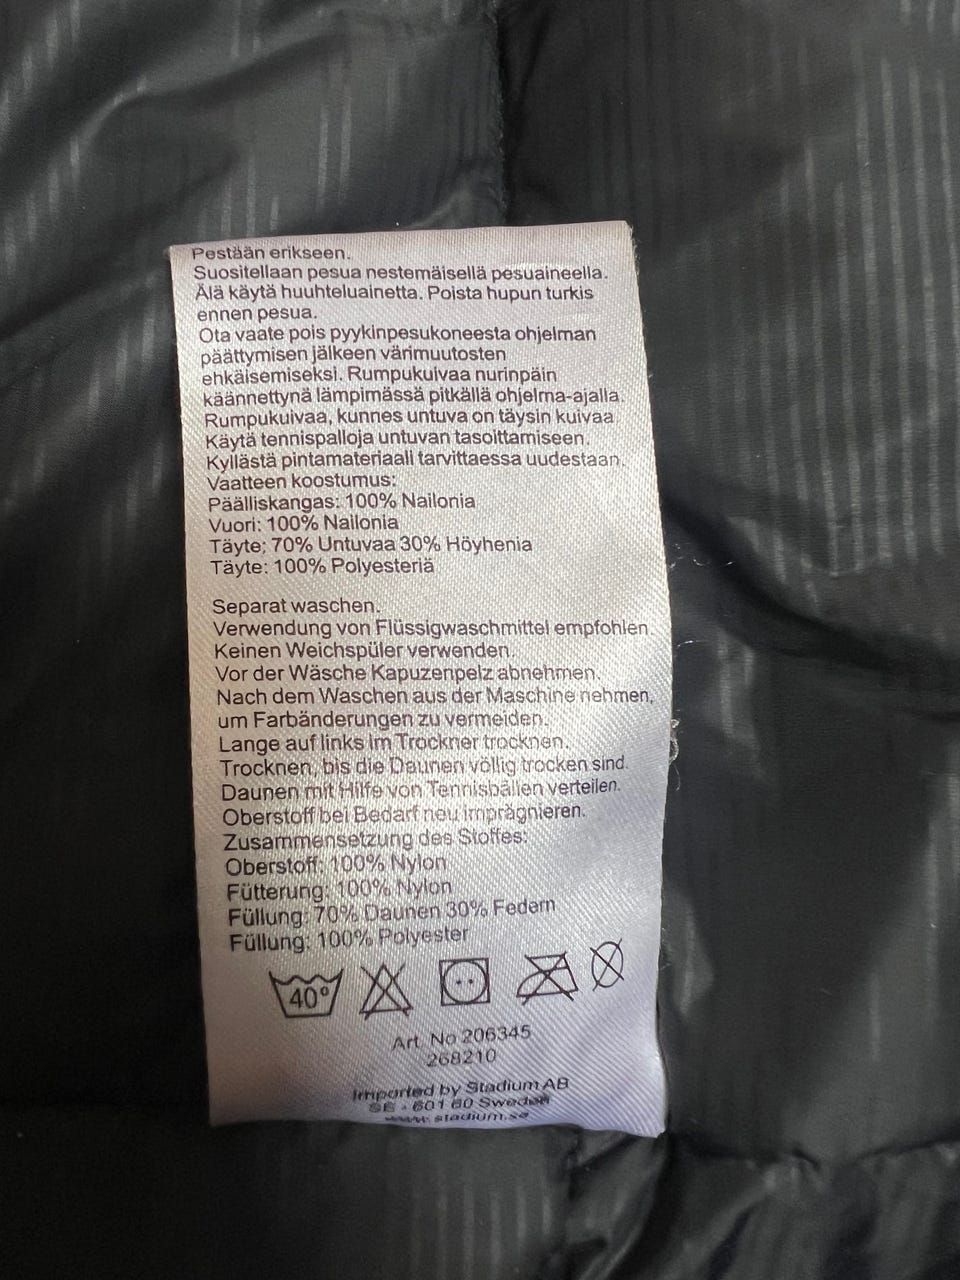 Pestään erikseen.
Suositellaan pesua nestemäisellä pesuaineella.
Älä käytä huuhteluainetta. Poista hupun turkis
ennen pesua.
Ota vaate pois pyykinpesukoneesta ohjelman
päättymisen jälkeen värimuutosten
ehkäisemiseksi. Rumpukuivaa nurinpäin
käännettynä lämpimässä pitkällä ohjelma-ajalla.
Rumpukuivaa, kunnes untuva on täysin kuivaa
Käytä tennispalloja untuvan tasoittamiseen.
Kyllästä pintamateriaali tarvittaessa uudestaan.
Vaatteen koostumus:
Päälliskangas: 100% Nailonia
Vuori: 100% Nailonia
Täyte: 70% Untuvaa 30% Höyhenia
Täyte: 100% Polyesteriä
Separat waschen.
Verwendung von Flüssigwaschmittel empfohlen.
Keinen Weichspüler verwenden.
Vor der Wäsche Kapuzenpelz abnehmen.
Nach dem Waschen aus der Maschine nehmen,
um Farbänderungen zu vermeiden.
Lange auf links im Trockner trocknen.
Trocknen, bis die Daunen völlig trocken sind.
Daunen mit Hilfe von Tennisbällen verteilen.
Oberstoff bei Bedarf neu imprägnieren.
Zusammensetzung des Stoffes:
Oberstoff: 100% Nylon
Fütterung: 100% Nylon
Füllung: 70% Daunen 30% Federn
Füllung: 100% Polyester
40°
Art. No 206345
268210
Imported by Stadium AB
SE - 601 60 Sweden
www.stadium.se